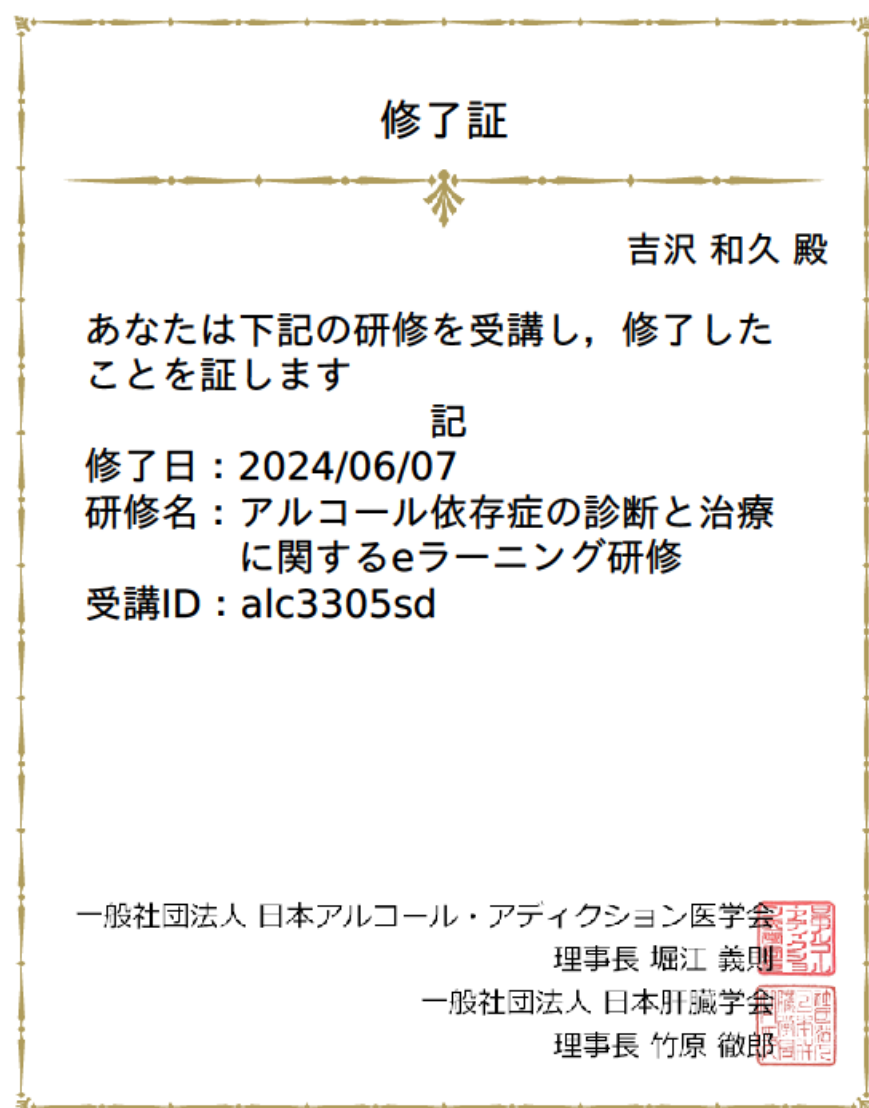 修了証
吉沢 和久 殿
あなたは下記の研修を受講し，修了した
ことを証します
記
修了日：2024/06/07
研修名：アルコール依存症の診断と治療
に関するeラーニング研修
受講ID：alc3305sd
一般社団法人 日本アルコール・アディクション医学会
理事長 堀江 義則
一般社団法人 日本肝臓学会
理事長 竹原 徹郎